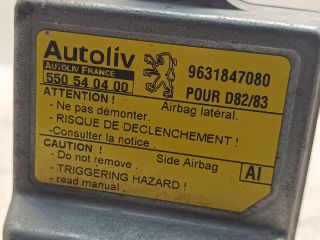 Autoliv
AUTOLIV FRANCE
550 54 04 00
9631847080
POUR D82/83
ATTENTION !
Airbag latéral.
- Ne pas démonter.
- RISQUE DE DECLENCHEMENT !
-Consulter la notice .
CAUTION !
Side Airbag
- Do not remove .
- TRIGGERING HAZARD !
- read manual .
AI